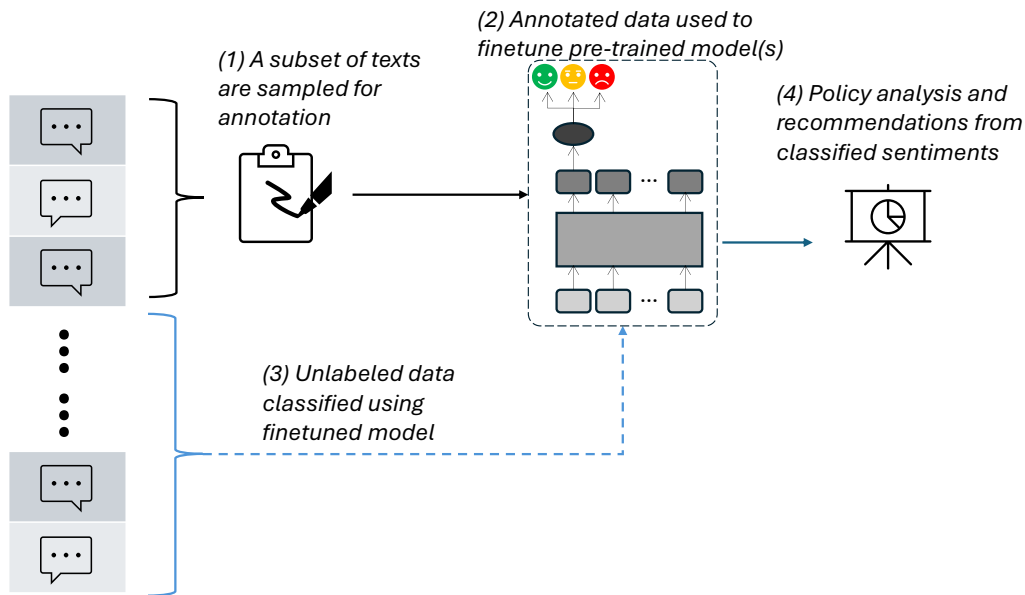 (1) A subset of texts
are sampled for
annotation
(2) Annotated data used to
finetune pre-trained model(s)
(3) Unlabeled data
classified using
finetuned model
(4) Policy analysis and
recommendations from
classified sentiments